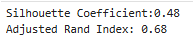 Silhouette Coefficient:0.48
Adjusted Rand Index: 0.68